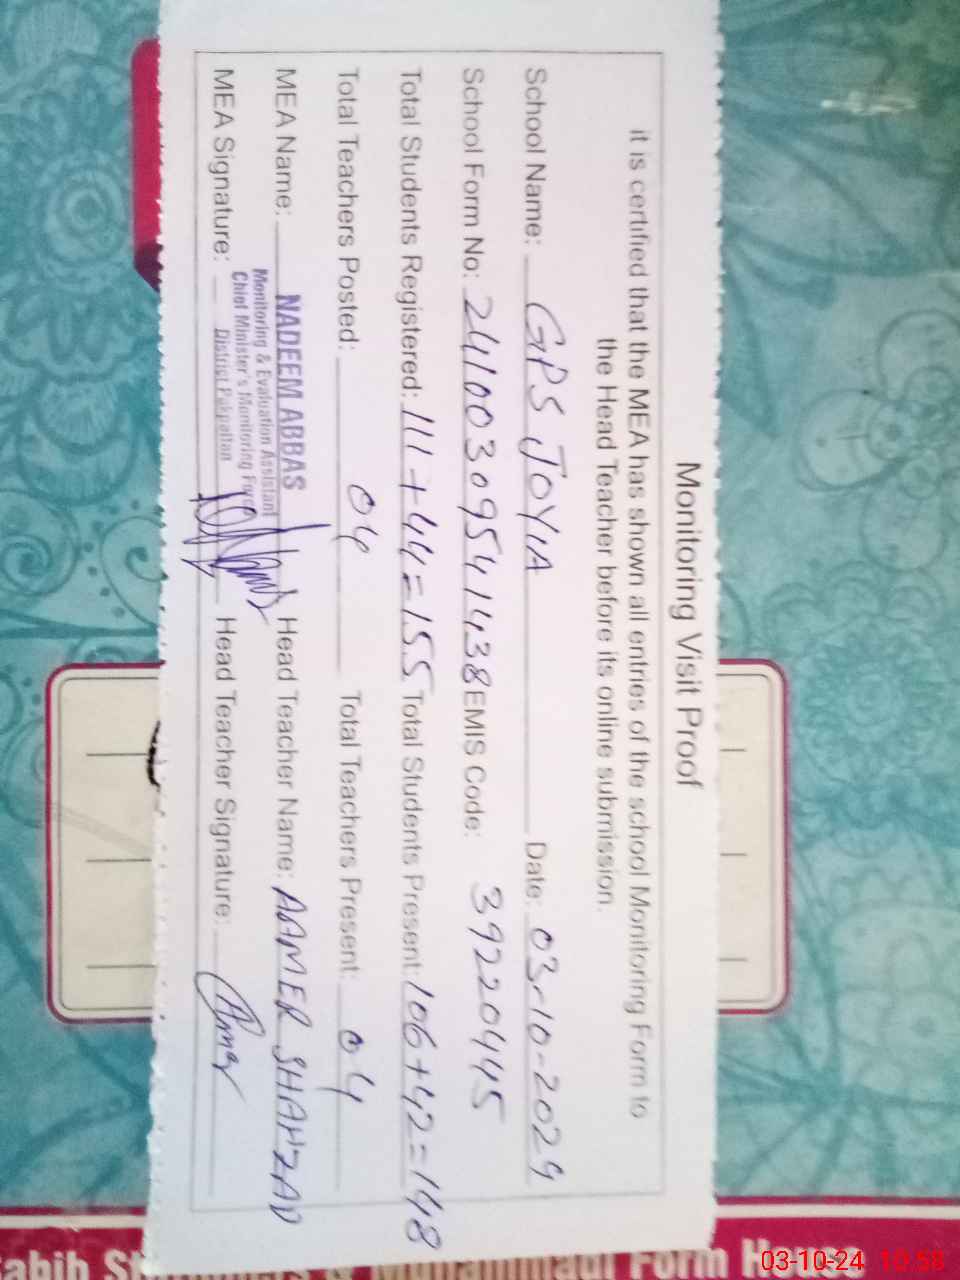 Monitoring Visit Proof
it is certified that the MEA has shown all entries of the school Monitoring Form to
the Head Teacher before its online submission.
School Name: GPS JOYIA Date: 03-10-2024
School Form No: 24100309541438 EMIS Code: 39220445
Total Students Registered: 111+44=155 Total Students Present: 106+42=148
Total Teachers Posted: 04 Total Teachers Present: 04
MEA Name: NADEEM ABBAS Head Teacher Name: AAMER SHAHZAD
Monitoring & Evaluation Assistant
Chief Minister's Monitoring Force
District Pakpattan
MEA Signature: Head Teacher Signature:
Form House
03-10-24 10:58